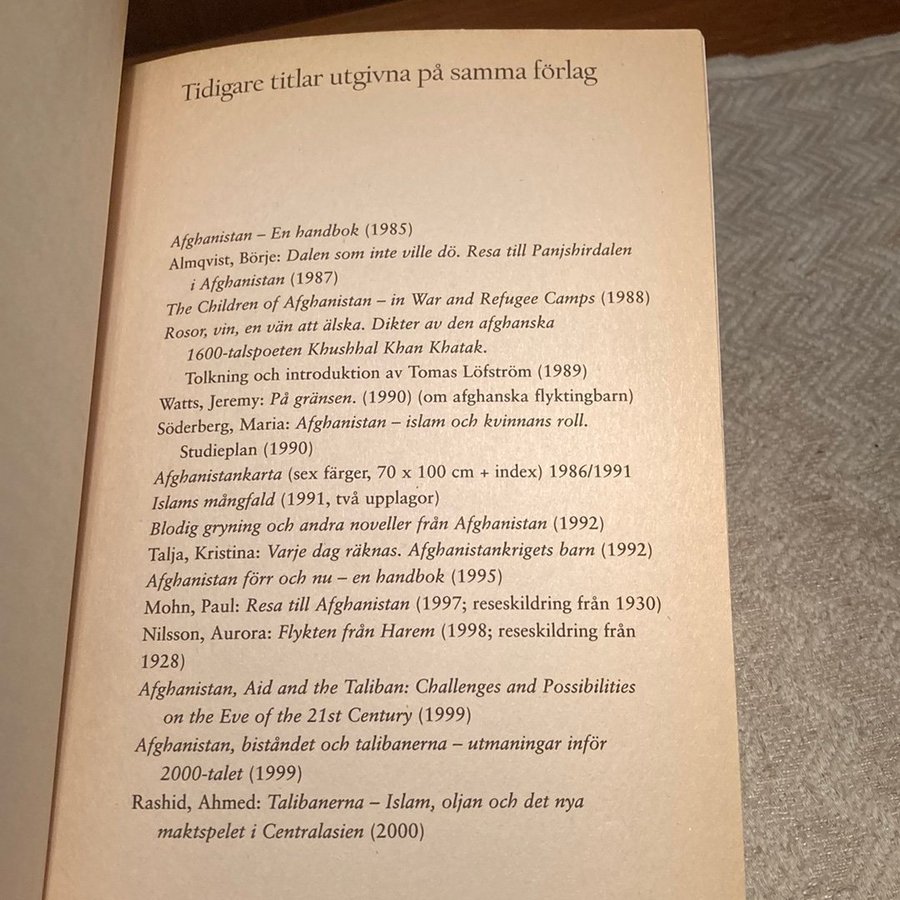 Tidigare titlar utgivna på samma förlag
Afghanistan – En handbok (1985)
Almqvist, Börje: Dalen som inte ville dö. Resa till Panjshirdalen
i Afghanistan (1987)
The Children of Afghanistan – in War and Refugee Camps (1988)
Rosor, vin, en vän att älska. Dikter av den afghanska
1600-talspoeten Khushhal Khan Khatak.
Tolkning och introduktion av Tomas Löfström (1989)
Watts, Jeremy: På gränsen. (1990) (om afghanska flyktingbarn)
Söderberg, Maria: Afghanistan – islam och kvinnans roll.
Studieplan (1990)
Afghanistankarta (sex färger, 70 x 100 cm + index) 1986/1991
Islams mångfald (1991, två upplagor)
Blodig gryning och andra noveller från Afghanistan (1992)
Talja, Kristina: Varje dag räknas. Afghanistankrigets barn (1992)
Afghanistan förr och nu – en handbok (1995)
Mohn, Paul: Resa till Afghanistan (1997; reseskildring från 1930)
Nilsson, Aurora: Flykten från Harem (1998; reseskildring från
1928)
Afghanistan, Aid and the Taliban: Challenges and Possibilities
on the Eve of the 21st Century (1999)
Afghanistan, biståndet och talibanerna – utmaningar inför
2000-talet (1999)
Rashid, Ahmed: Talibanerna – Islam, oljan och det nya
maktspelet i Centralasien (2000)